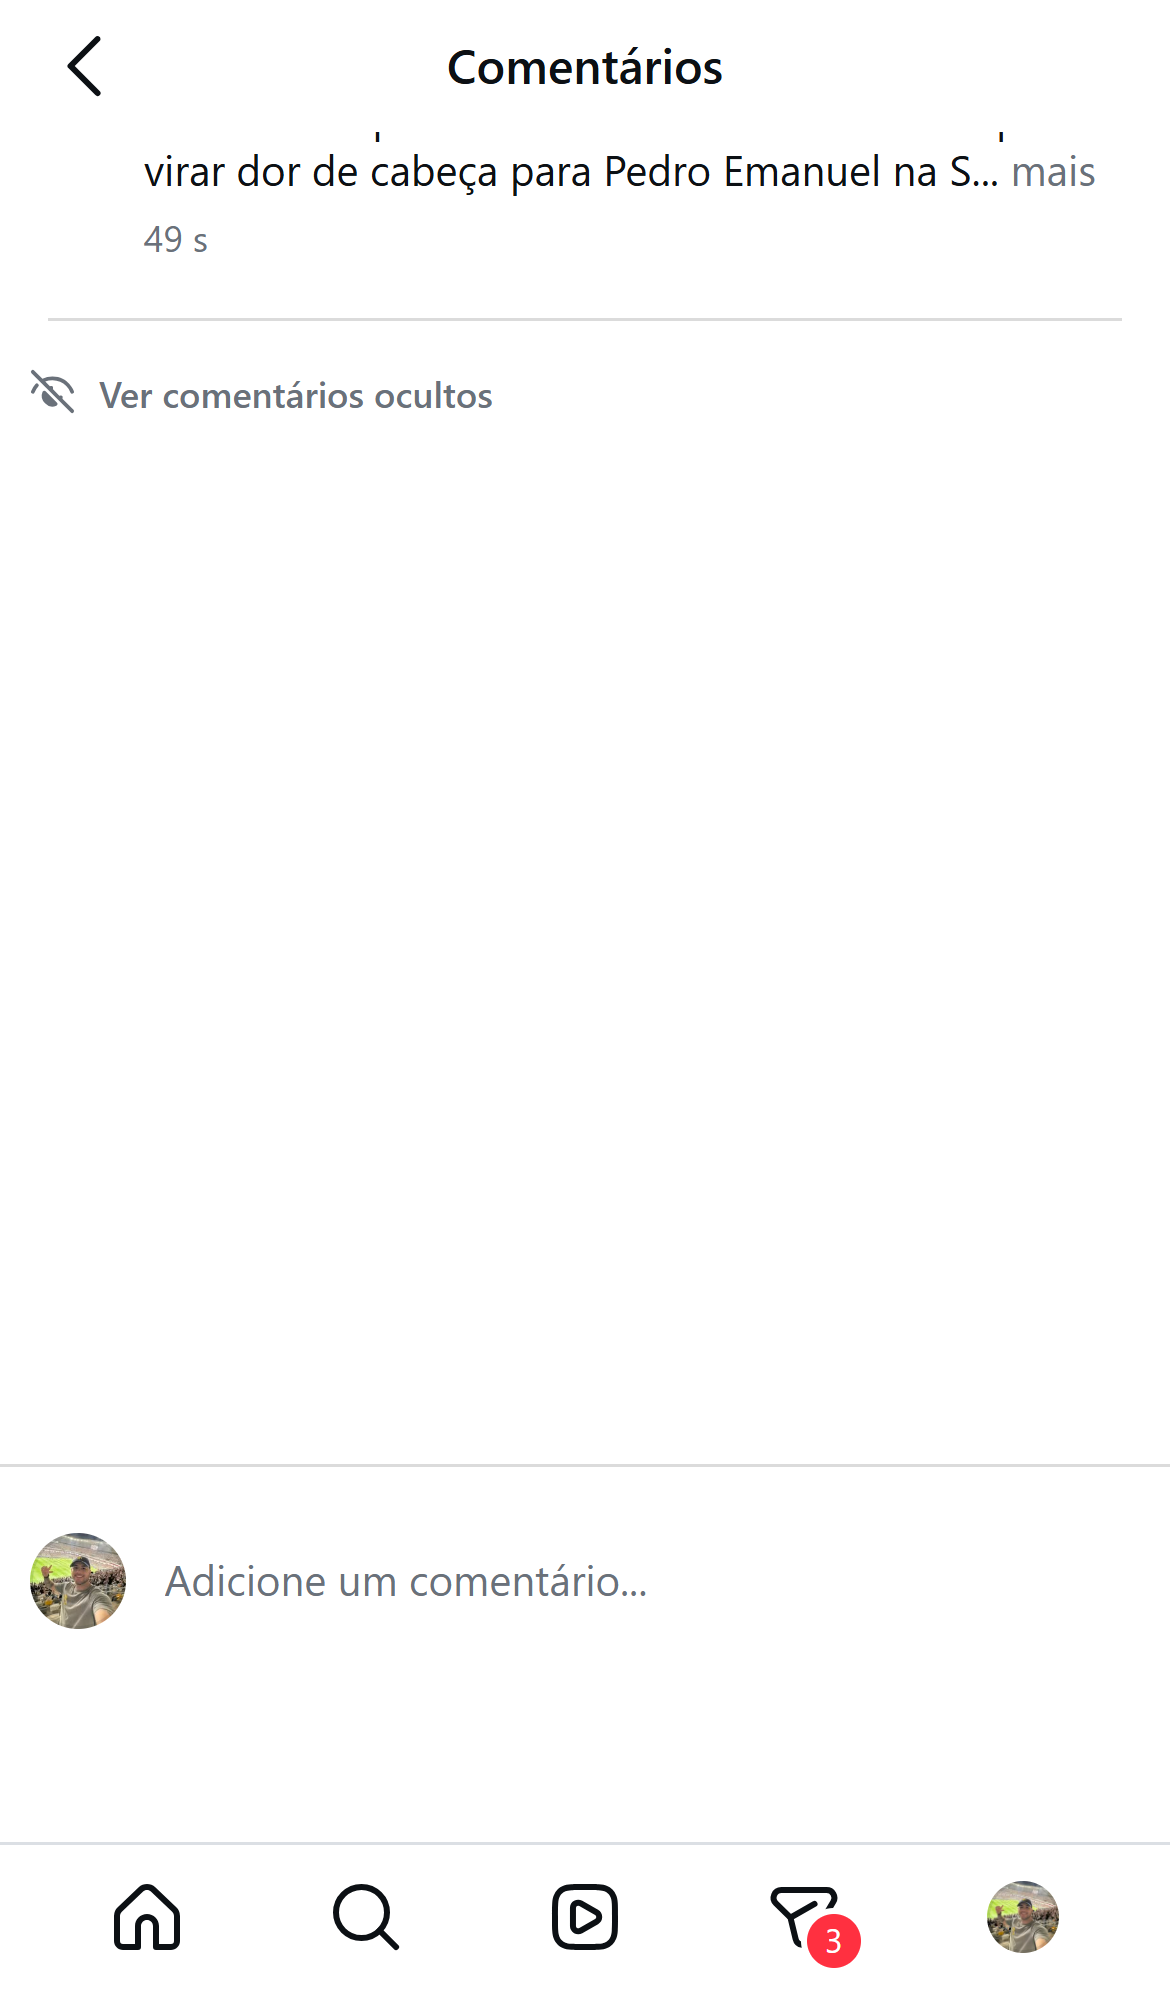 Comentários
virar dor de cabeça para Pedro Emanuel na S... mais
49 s
Ver comentários ocultos
Adicione um comentário...
3